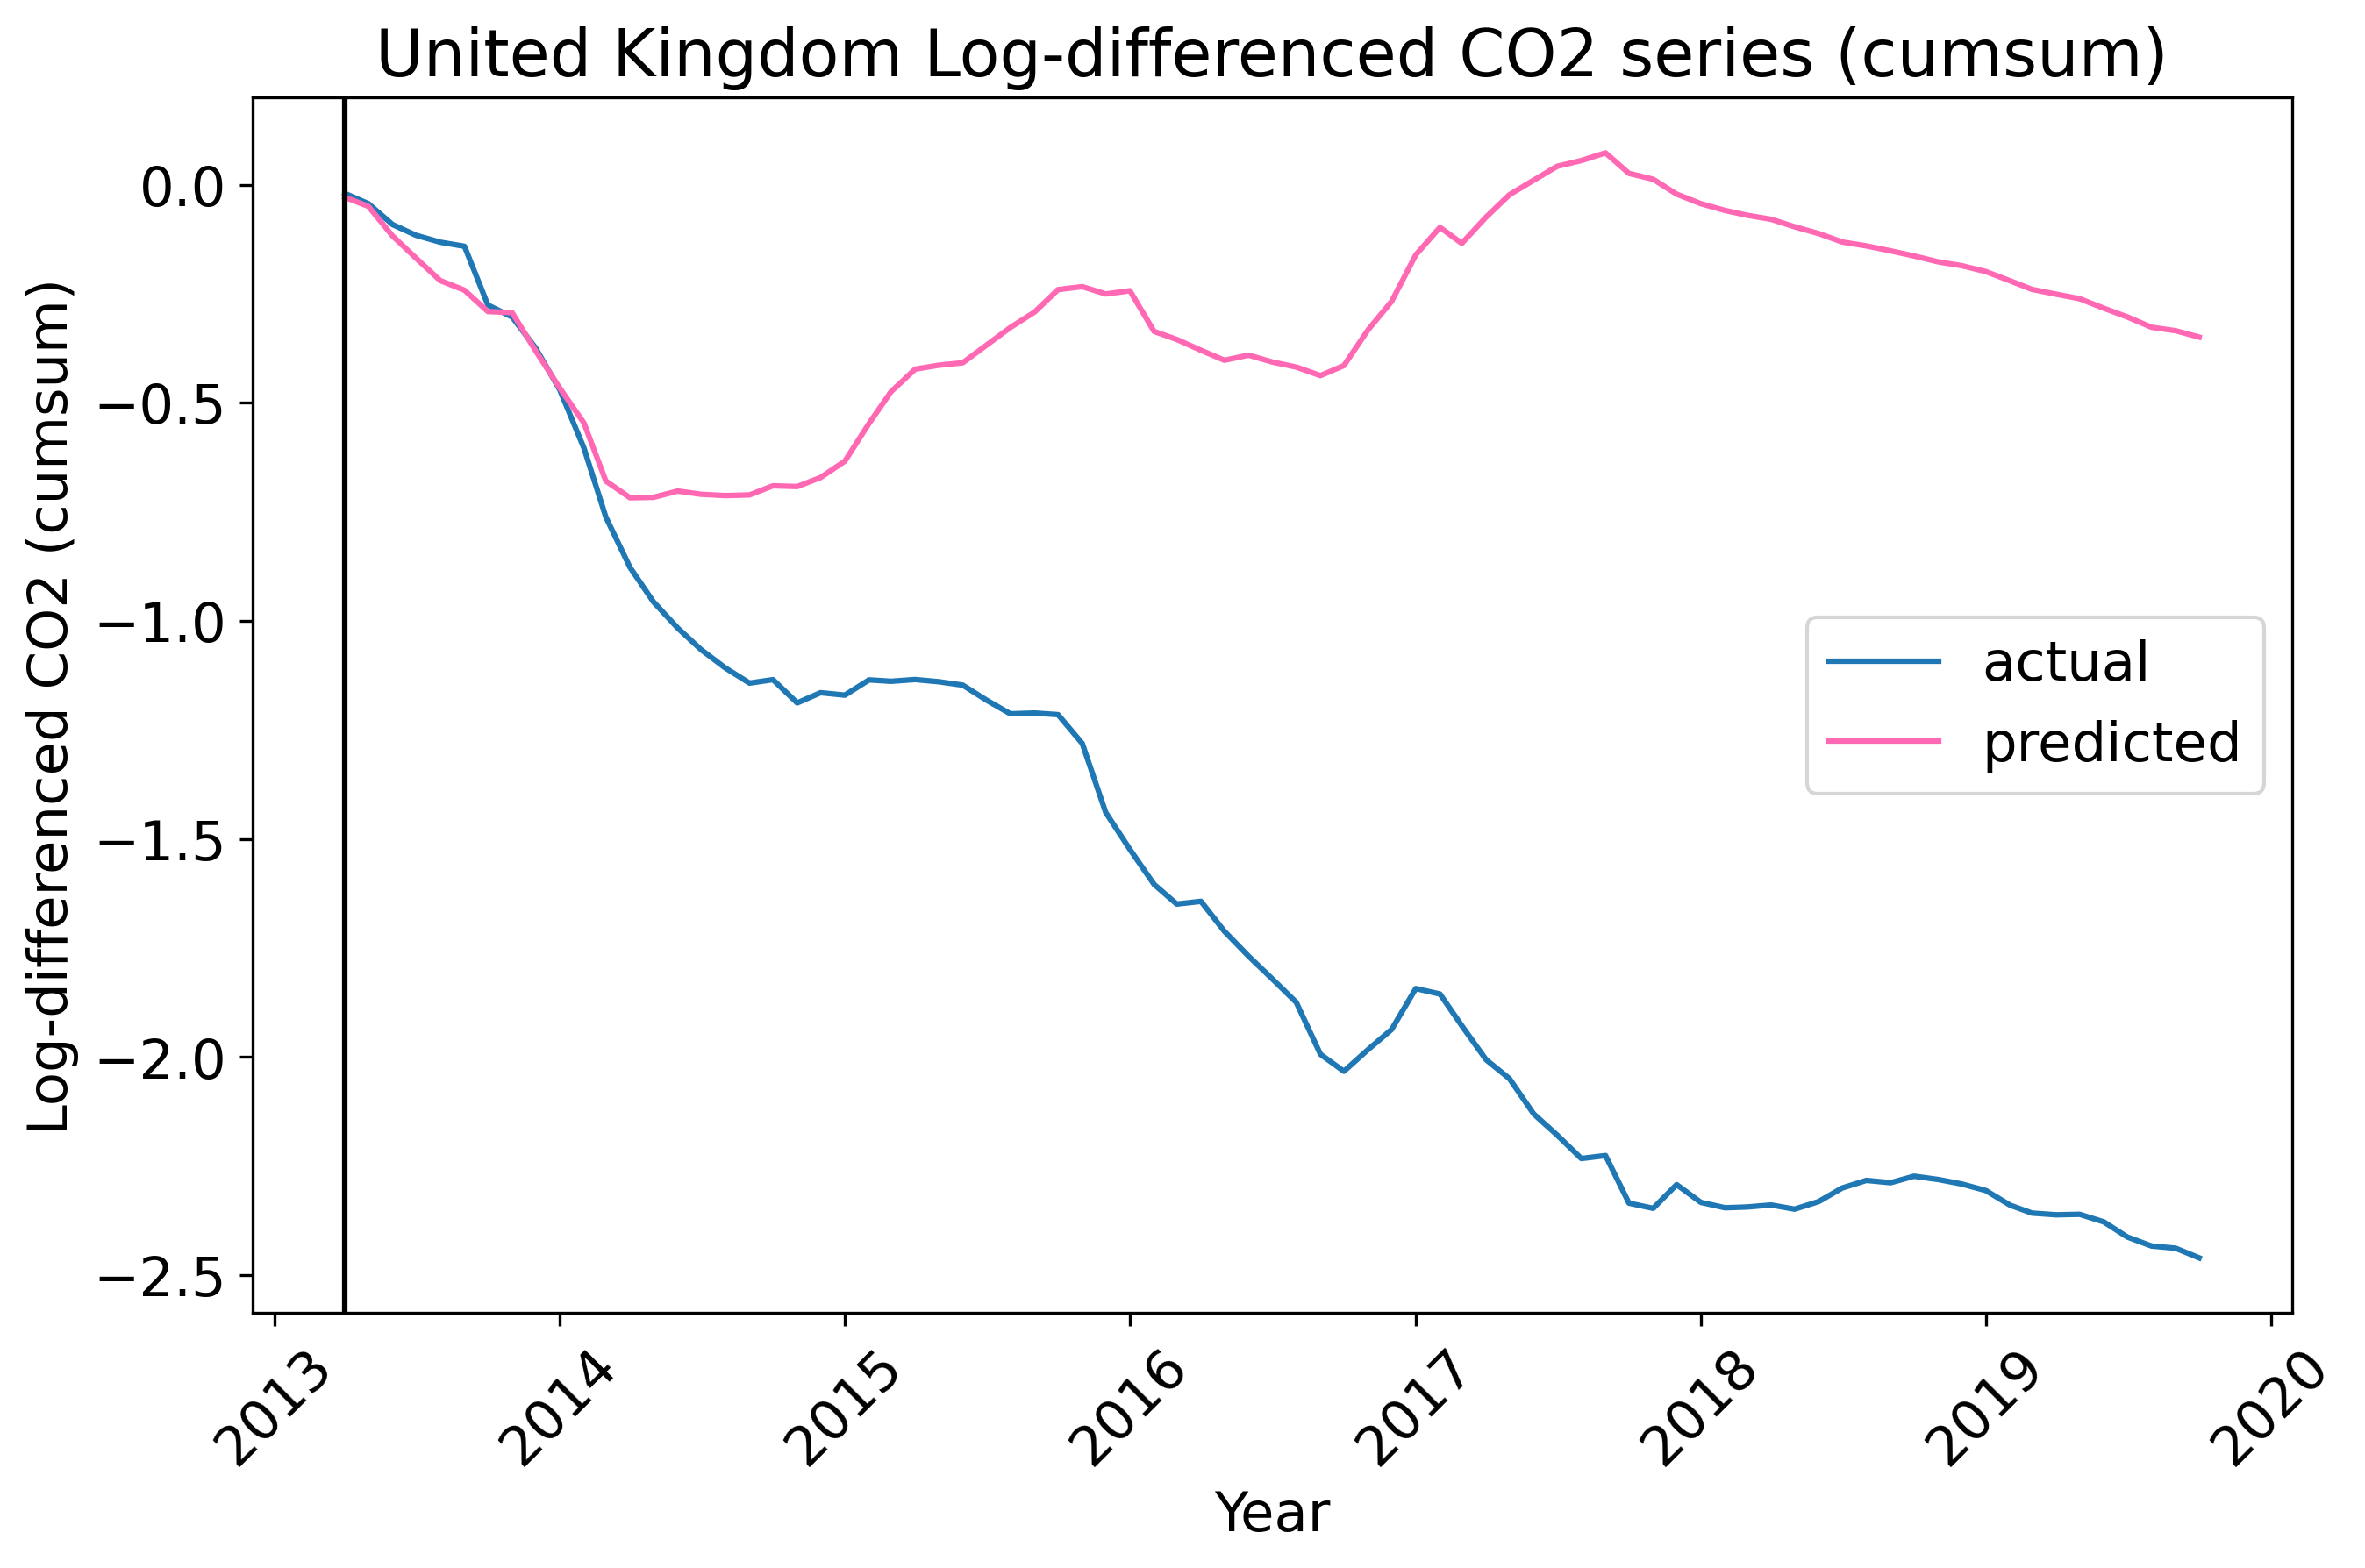 United Kingdom Log-differenced CO2 series (cumsum)
Log-differenced CO2 (cumsum)
0.0
−0.5
−1.0
−1.5
−2.0
−2.5
actual
predicted
2013
2014
2015
2016
2017
2018
2019
2020
Year